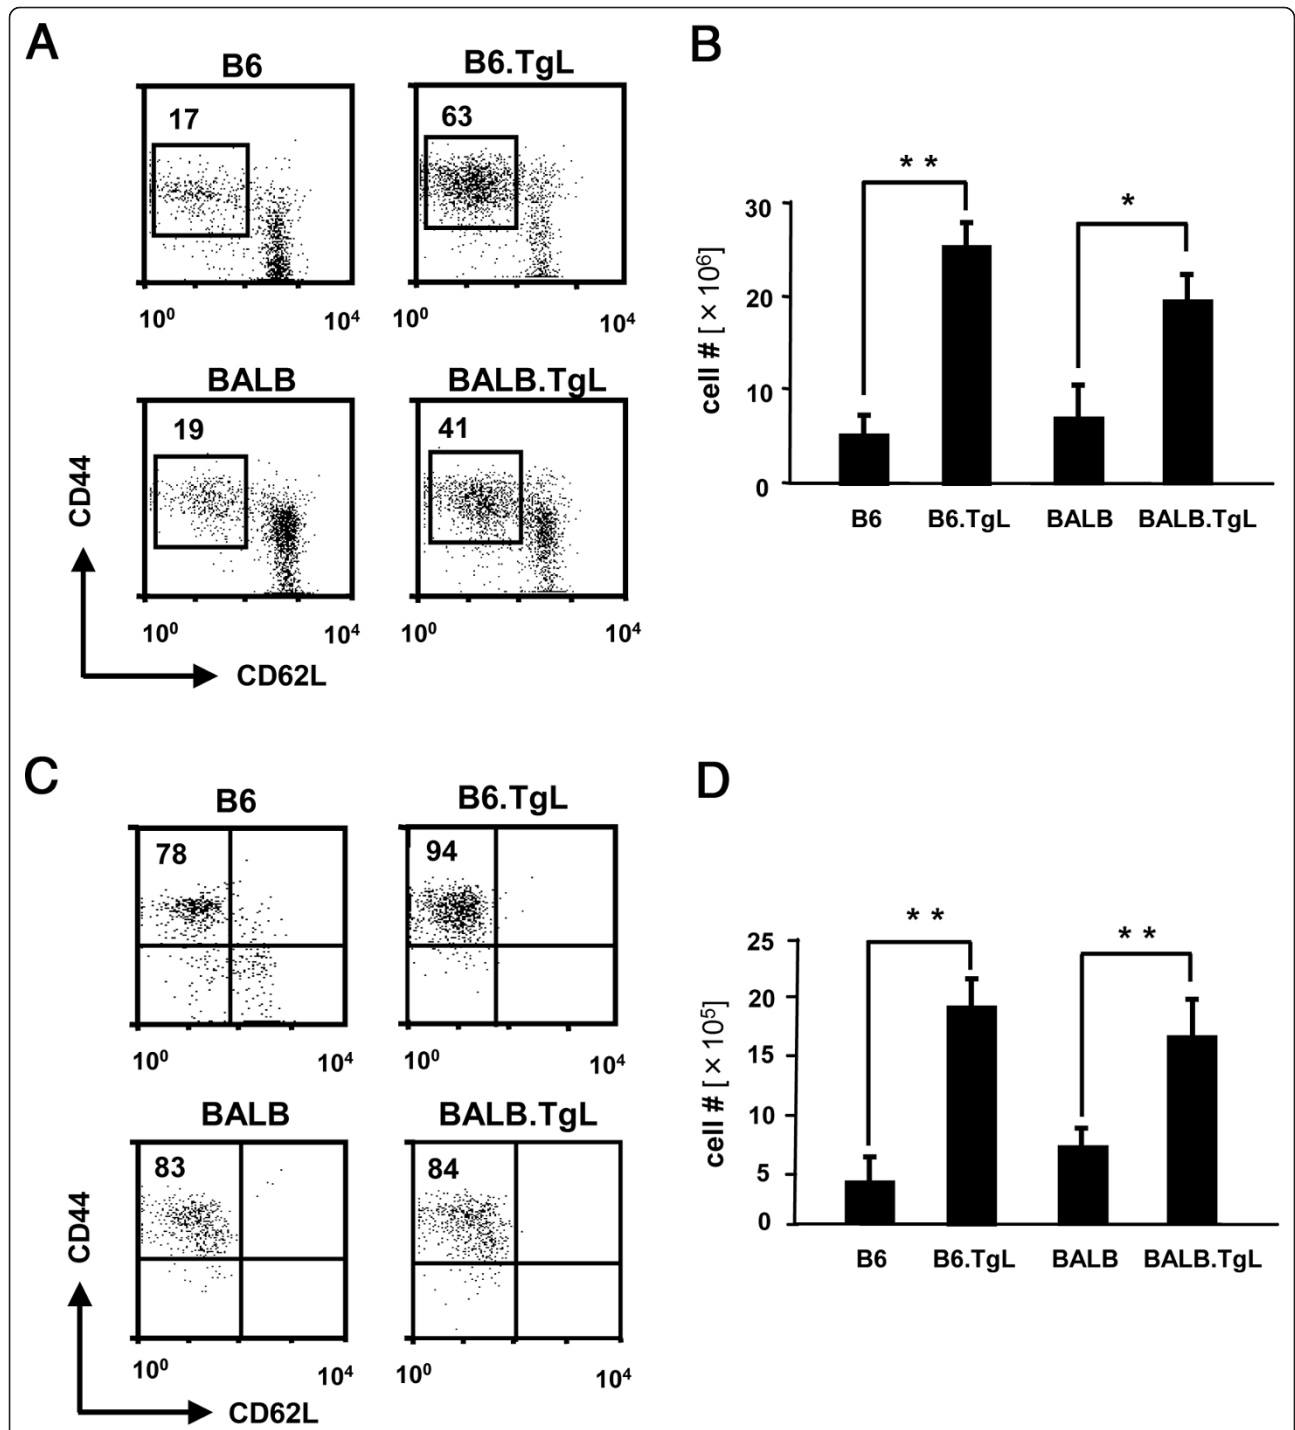 A
B6
B6.TgL
17
63
10⁰ 10⁴
10⁰ 10⁴
BALB
BALB.TgL
19
41
10⁰ 10⁴
10⁰ 10⁴
CD44
CD62L
B
* *
*
30
20
10
0
cell # [×10⁶]
B6 B6.TgL BALB BALB.TgL
C
B6
B6.TgL
78
94
10⁰ 10⁴
10⁰ 10⁴
BALB
BALB.TgL
83
84
10⁰ 10⁴
10⁰ 10⁴
CD44
CD62L
D
* *
* *
25
20
15
10
5
0
cell # [×10⁵]
B6 B6.TgL BALB BALB.TgL